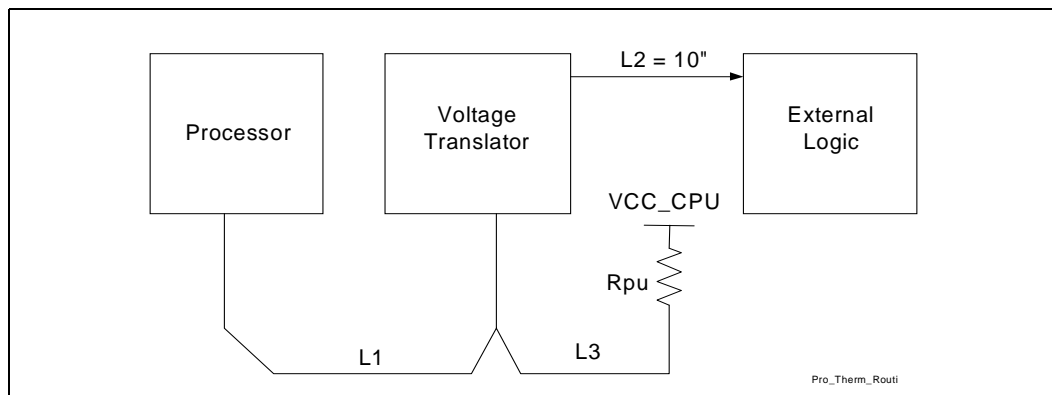 L2 = 10"
Processor
Voltage
Translator
External
Logic
VCC_CPU
Rpu
L1
L3
Pro_Therm_Routi